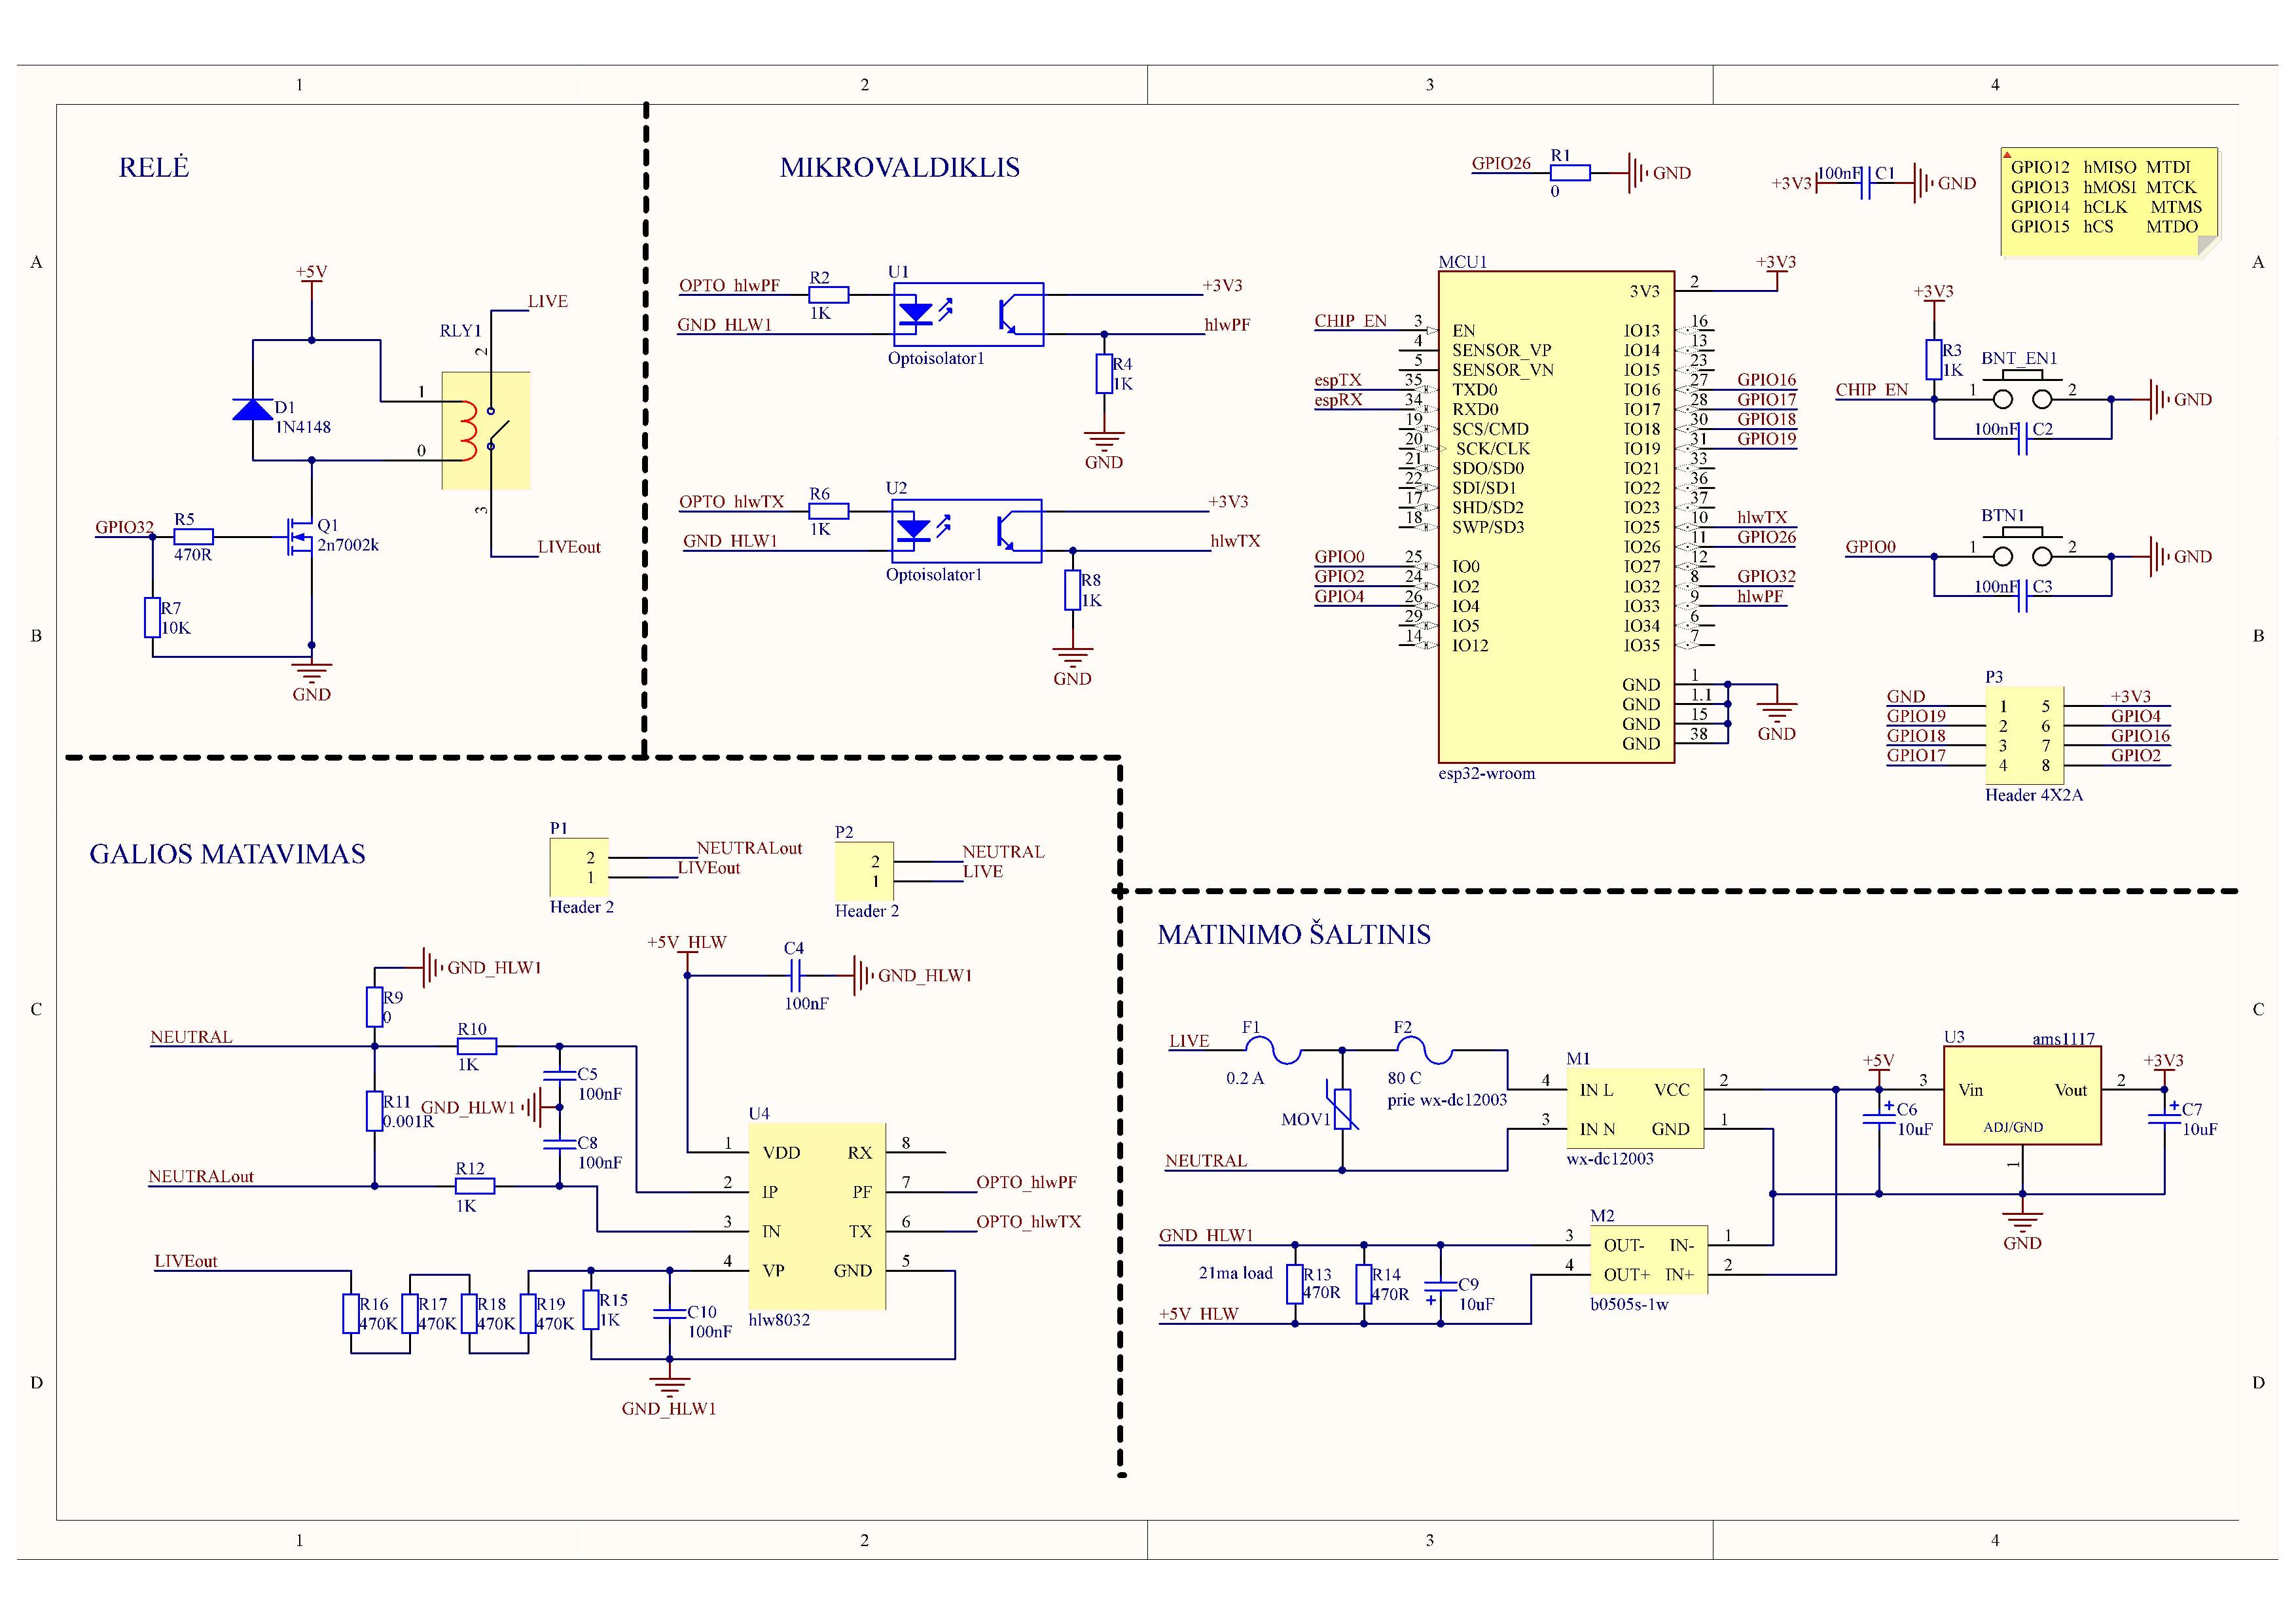 1
2
3
4
A
B
C
D
RELĖ
+5V
LIVE
RLY1
2
1
D1
1N4148
0
3
GPIO32
R5
470R
Q1
2n7002k
LIVEout
R7
10K
GND
MIKROVALDIKLIS
OPTO_hlwPF
R2
1K
U1
+3V3
GND_HLW1
hlwPF
Optoisolator1
R4
1K
GND
OPTO_hlwTX
R6
1K
U2
+3V3
GND_HLW1
hlwTX
Optoisolator1
R8
1K
GND
GPIO26
R1
0
GND
+3V3
100nF
C1
GND
GPIO12 hMISO MTDI
GPIO13 hMOSI MTCK
GPIO14 hCLK MTMS
GPIO15 hCS MTDO
MCU1
3V3 2 +3V3
CHIP_EN 3 EN
4 SENSOR_VP
5 SENSOR_VN
espTX 35 TXD0
espRX 34 RXD0
19 SCS/CMD
20 SCK/CLK
21 SDO/SD0
22 SDI/SD1
17 SHD/SD2
18 SWP/SD3
GPIO0 25 IO0
GPIO2 24 IO2
GPIO4 26 IO4
29 IO5
14 IO12
IO13 16
IO14 13
IO15 23
IO16 27 GPIO16
IO17 28 GPIO17
IO18 30 GPIO18
IO19 31 GPIO19
IO21 33
IO22 36
IO23 37
IO25 10 hlwTX
IO26 11 GPIO26
IO27 12
IO32 8 GPIO32
IO33 9 hlwPF
IO34 6
IO35 7
GND 1
GND 1.1
GND 15
GND 38
GND
esp32-wroom
+3V3
R3
1K
BNT_EN1
CHIP_EN
1
2
GND
100nF
C2
BTN1
GPIO0
1
2
GND
100nF
C3
P3
GND 1 5 +3V3
GPIO19 2 6 GPIO4
GPIO18 3 7 GPIO16
GPIO17 4 8 GPIO2
Header 4X2A
GALIOS MATAVIMAS
P1
2 NEUTRALout
1 LIVEout
Header 2
P2
2 NEUTRAL
1 LIVE
Header 2
GND_HLW1
R9
0
NEUTRAL
R10
1K
C5
100nF
R11
0.001R
GND_HLW1
C8
100nF
NEUTRALout
R12
1K
+5V_HLW
C4
100nF
GND_HLW1
U4
1 VDD RX 8
2 IP PF 7 OPTO_hlwPF
3 IN TX 6 OPTO_hlwTX
4 VP GND 5
hlw8032
LIVEout
R16
470K
R17
470K
R18
470K
R19
470K
R15
1K
C10
100nF
GND_HLW1
MATINIMO ŠALTINIS
LIVE
F1
0.2 A
F2
80 C
prie wx-dc12003
MOV1
NEUTRAL
M1
4 IN L VCC 2
3 IN N GND 1
wx-dc12003
+5V
C6
10uF
U3
ams1117
3 Vin Vout 2
ADJ/GND
1
+3V3
C7
10uF
GND
GND_HLW1
21ma load
R13
470R
R14
470R
C9
10uF
+5V_HLW
M2
3 OUT- IN- 1
4 OUT+ IN+ 2
b0505s-1w
A
B
C
D
1
2
3
4